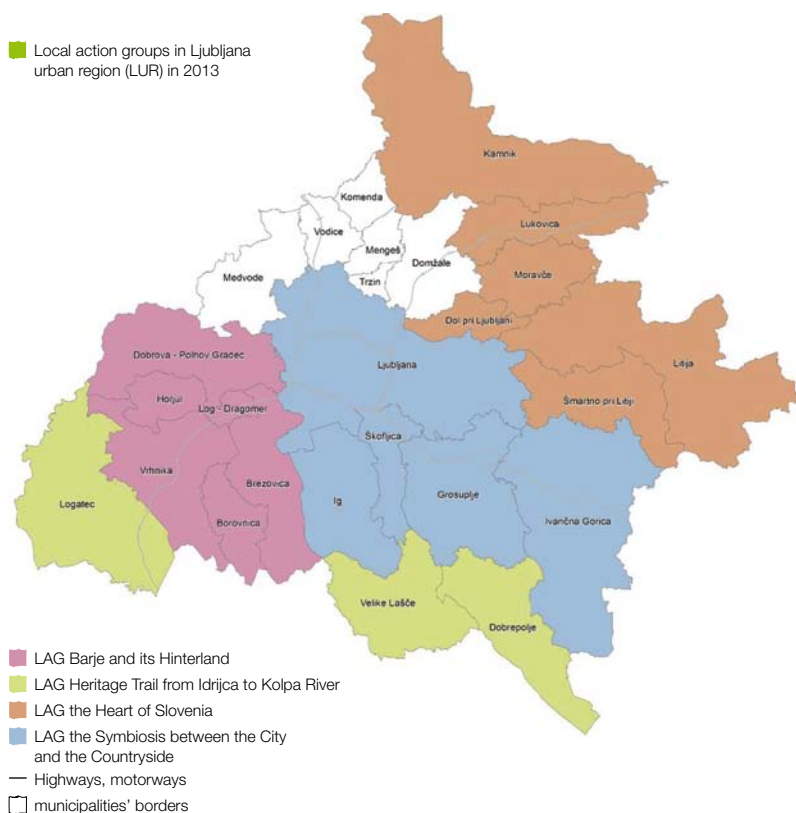 Local action groups in Ljubljana
urban region (LUR) in 2013
Kamnik
Komenda
Lukovica
Vodice
Mengeš
Domžale
Moravče
Medvode
Trzin
Dol pri Ljubljani
Dobrova - Polhov Gradec
Ljubljana
Litija
Horjul
Log - Dragomer
Šmartno pri Litiji
Škofljica
Vrhnika
Brezovica
Ig
Grosuplje
Logatec
Borovnica
Ivančna Gorica
Velike Lašče
Dobrepolje
LAG Barje and its Hinterland
LAG Heritage Trail from Idrijca to Kolpa River
LAG the Heart of Slovenia
LAG the Symbiosis between the City
and the Countryside
Highways, motorways
municipalities' borders